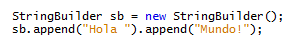 StringBuilder sb = new StringBuilder();
sb.append("Hola ").append("Mundo!");